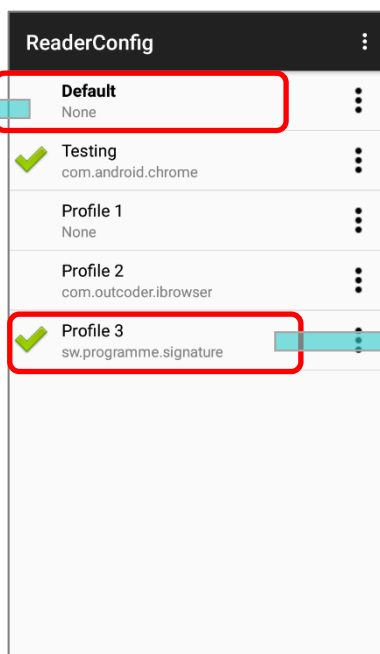 ReaderConfig
Default
None
Testing
com.android.chrome
Profile 1
None
Profile 2
com.outcoder.ibrowser
Profile 3
sw.programme.signature